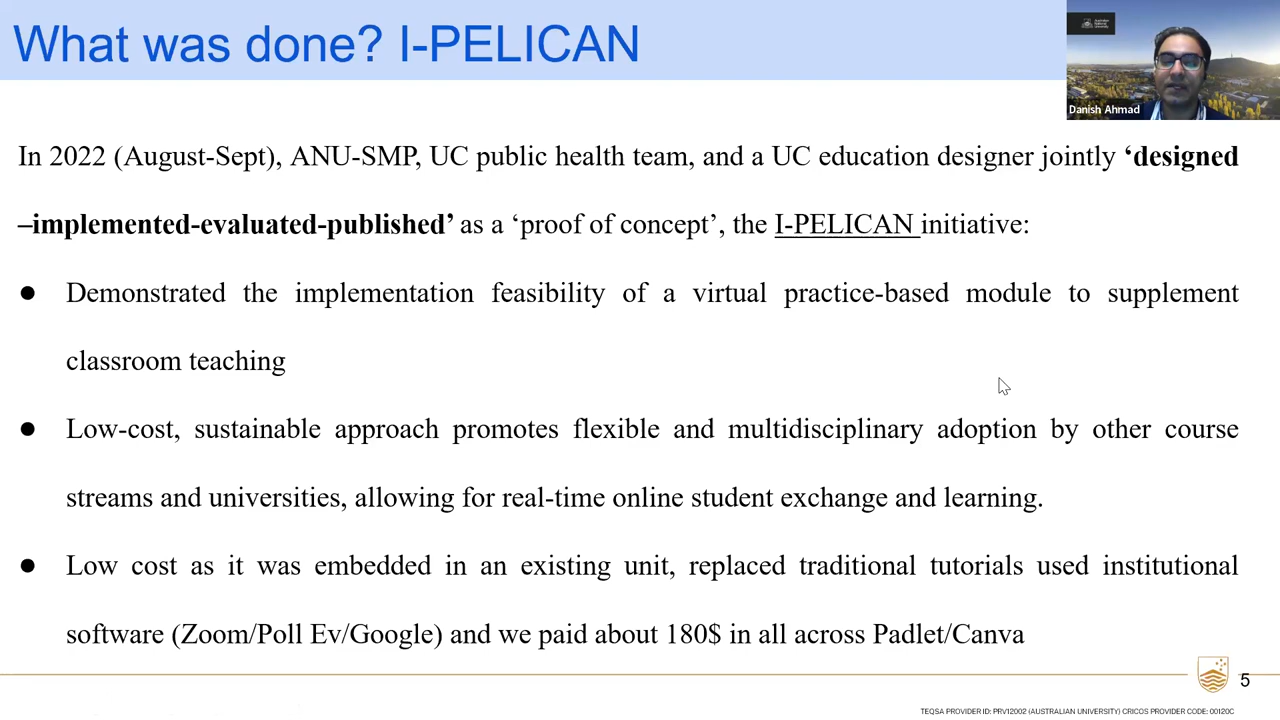 What was done? I-PELICAN
Australian National University
Danish Ahmad
In 2022 (August-Sept), ANU-SMP, UC public health team, and a UC education designer jointly ‘designed
–implemented-evaluated-published’ as a ‘proof of concept’, the I-PELICAN initiative:
● Demonstrated the implementation feasibility of a virtual practice-based module to supplement
classroom teaching
● Low-cost, sustainable approach promotes flexible and multidisciplinary adoption by other course
streams and universities, allowing for real-time online student exchange and learning.
● Low cost as it was embedded in an existing unit, replaced traditional tutorials used institutional
software (Zoom/Poll Ev/Google) and we paid about 180$ in all across Padlet/Canva
5
TEQSA PROVIDER ID: PRV12002 (AUSTRALIAN UNIVERSITY) CRICOS PROVIDER CODE: 00120C